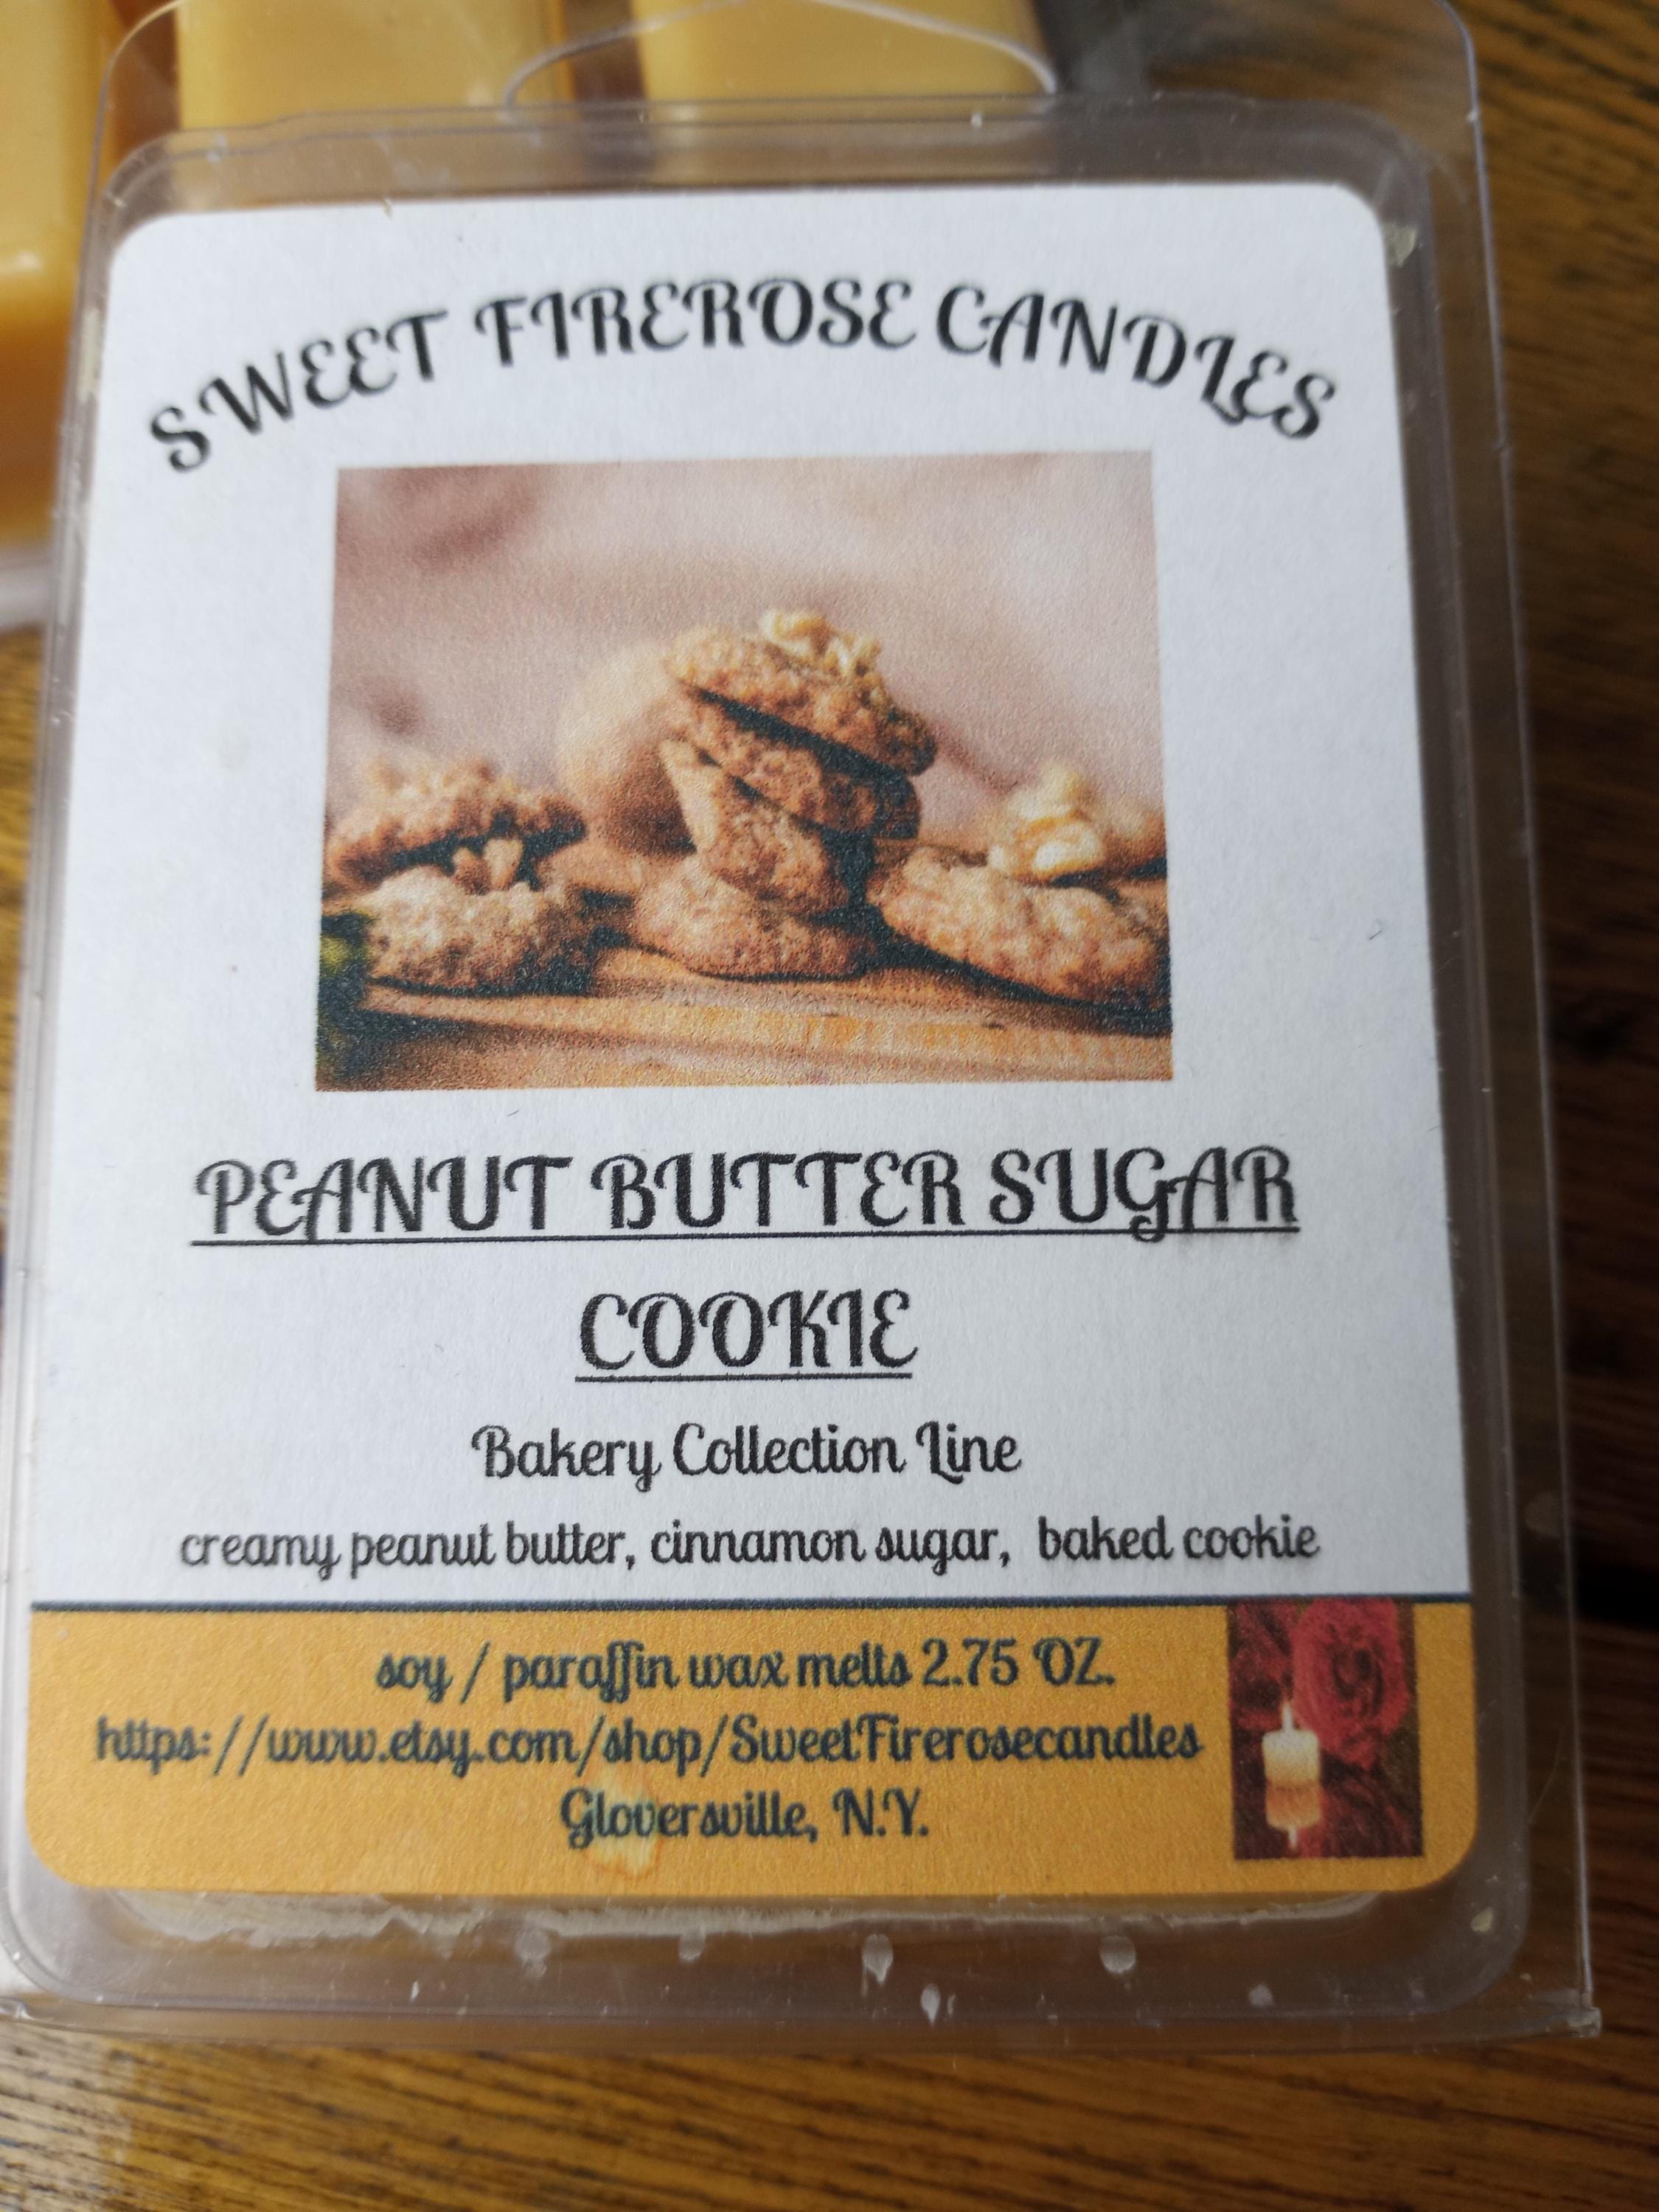 SWEET FIREROSE CANDLES
PEANUT BUTTER SUGAR
COOKIE
Bakery Collection Line
creamy peanut butter, cinnamon sugar, baked cookie
soy / paraffin wax melts 2.75 OZ.
https://www.etsy.com/shop/SweetFirerosecandles
Gloversville, N.Y.